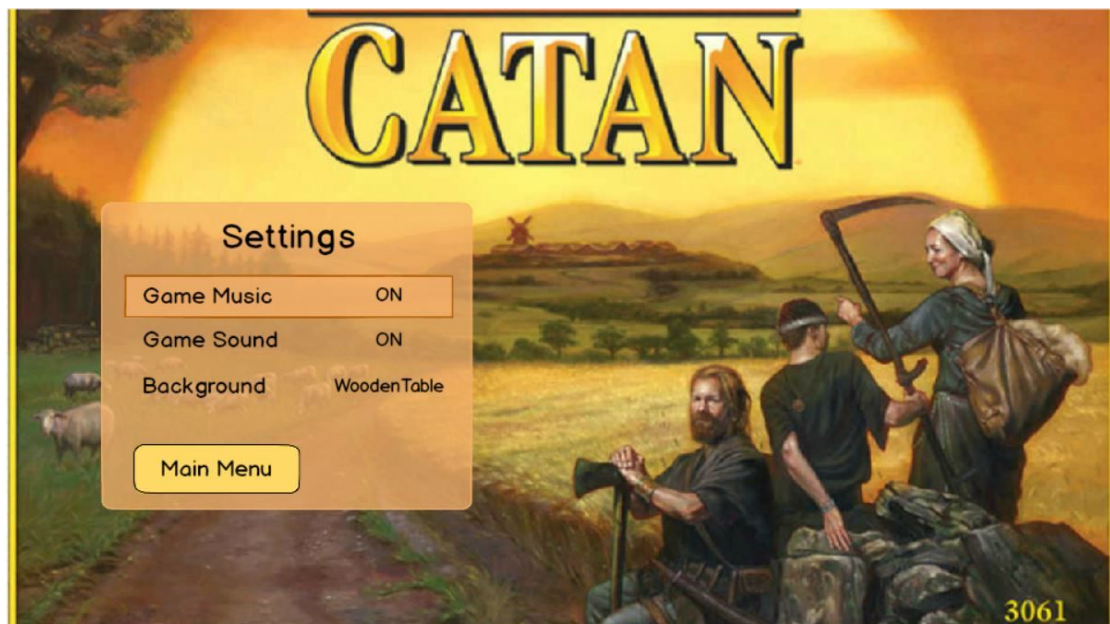 CATAN
Settings
Game Music ON
Game Sound ON
Background WoodenTable
Main Menu
3061